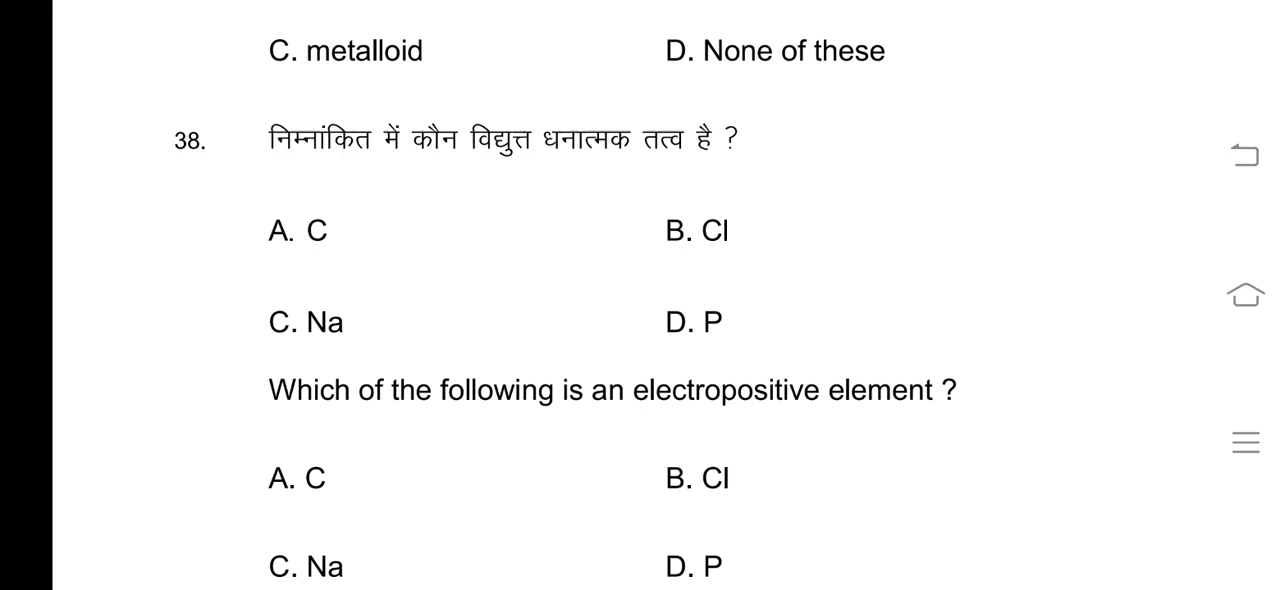 C. metalloid D. None of these
38. निम्नांकित में कौन विद्युत्त धनात्मक तत्व है ?
A. C B. Cl
C. Na D. P
Which of the following is an electropositive element ?
A. C B. Cl
C. Na D. P